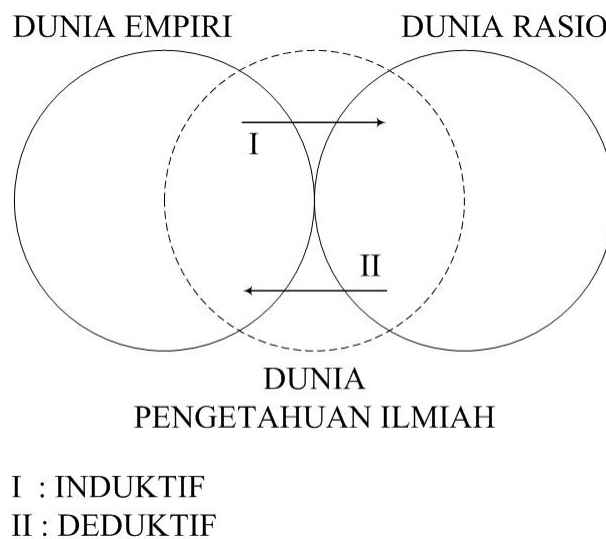 DUNIA EMPIRI
DUNIA RASIO
I
II
DUNIA
PENGETAHUAN ILMIAH
I : INDUKTIF
II : DEDUKTIF